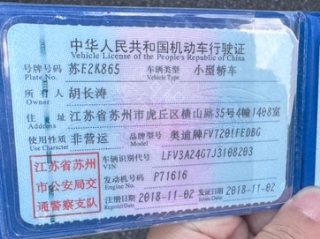 中华人民共和国机动车行驶证
Vehicle License of the People's Republic of China
号牌号码 苏E2K865 车辆类型 小型轿车
Plate No. Vehicle Type
所有人 胡长涛
Owner
住址 江苏省苏州市虎丘区横山路35号4幢1408室
Address
使用性质 非营运 品牌型号 奥迪牌FV7201FEDBG
Use Character Model
江苏省苏州市公安局交通警察支队
车辆识别代号 LFV3A24G7J3108203
VIN
发动机号码 P71616
Engine No.
注册日期 2018-11-02 发证日期 2018-11-02
Register Date Issue Date